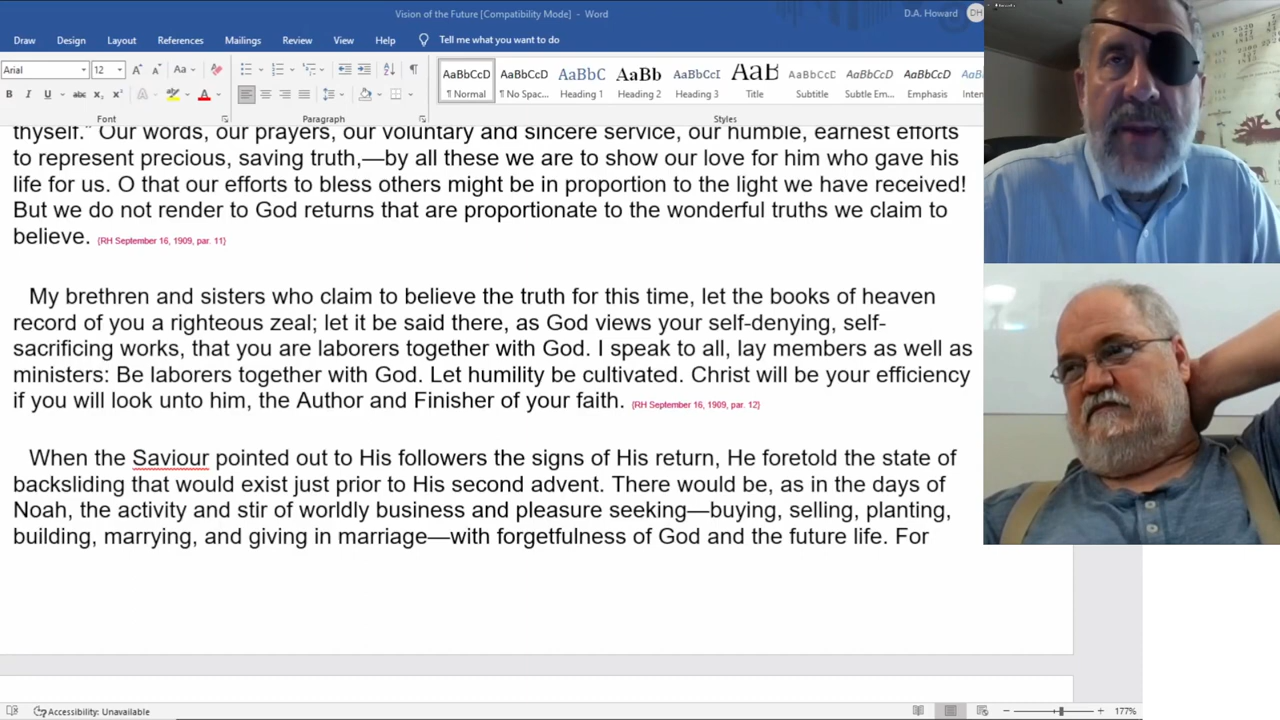 Vision of the Future [Compatibility Mode] - Word
D.A. Howard
DH
Draw Design Layout References Mailings Review View Help Tell me what you want to do
Arial 12 Aa
AaBbCcD AaBbCcD AaBbC AaBb AaBbCcI AaB AaBbCcD AaBbCcD AaBbCcD
B I U abc x₂ x² A A
¶ Normal ¶ No Spac... Heading 1 Heading 2 Heading 3 Title Subtitle Subtle Em... Emphasis
Font Paragraph Styles
thyself." Our words, our prayers, our voluntary and sincere service, our humble, earnest efforts
to represent precious, saving truth,—by all these we are to show our love for him who gave his
life for us. O that our efforts to bless others might be in proportion to the light we have received!
But we do not render to God returns that are proportionate to the wonderful truths we claim to
believe. {RH September 16, 1909, par. 11}
My brethren and sisters who claim to believe the truth for this time, let the books of heaven
record of you a righteous zeal; let it be said there, as God views your self-denying, self-
sacrificing works, that you are laborers together with God. I speak to all, lay members as well as
ministers: Be laborers together with God. Let humility be cultivated. Christ will be your efficiency
if you will look unto him, the Author and Finisher of your faith. {RH September 16, 1909, par. 12}
When the Saviour pointed out to His followers the signs of His return, He foretold the state of
backsliding that would exist just prior to His second advent. There would be, as in the days of
Noah, the activity and stir of worldly business and pleasure seeking—buying, selling, planting,
building, marrying, and giving in marriage—with forgetfulness of God and the future life. For
Accessibility: Unavailable
177%